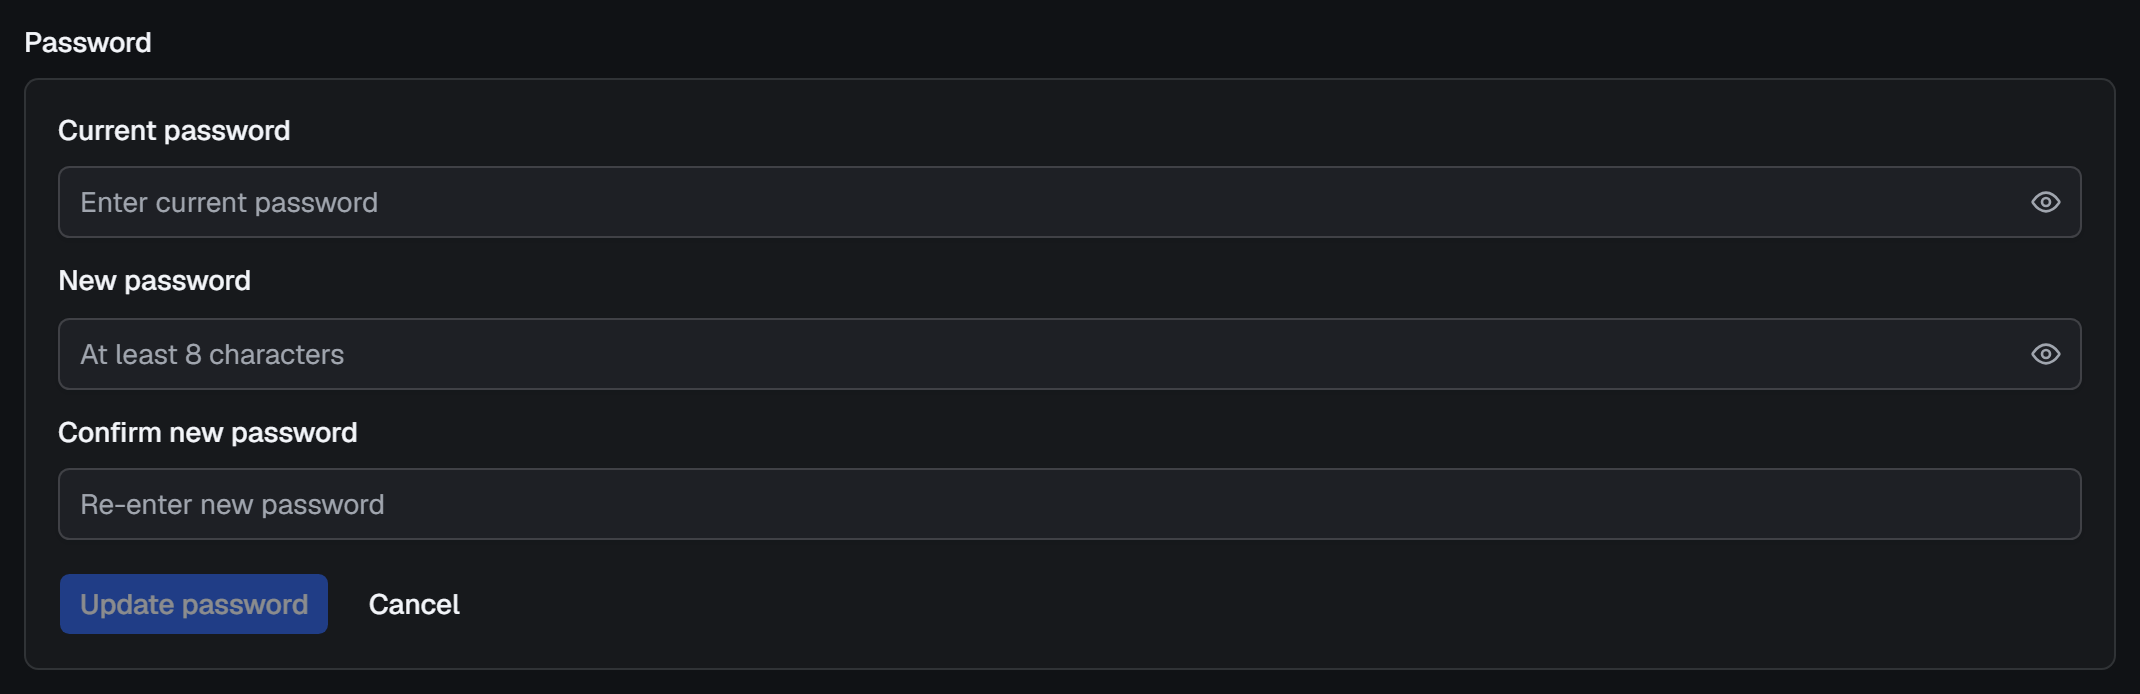 Password
Current password
Enter current password
New password
At least 8 characters
Confirm new password
Re-enter new password
Update password
Cancel